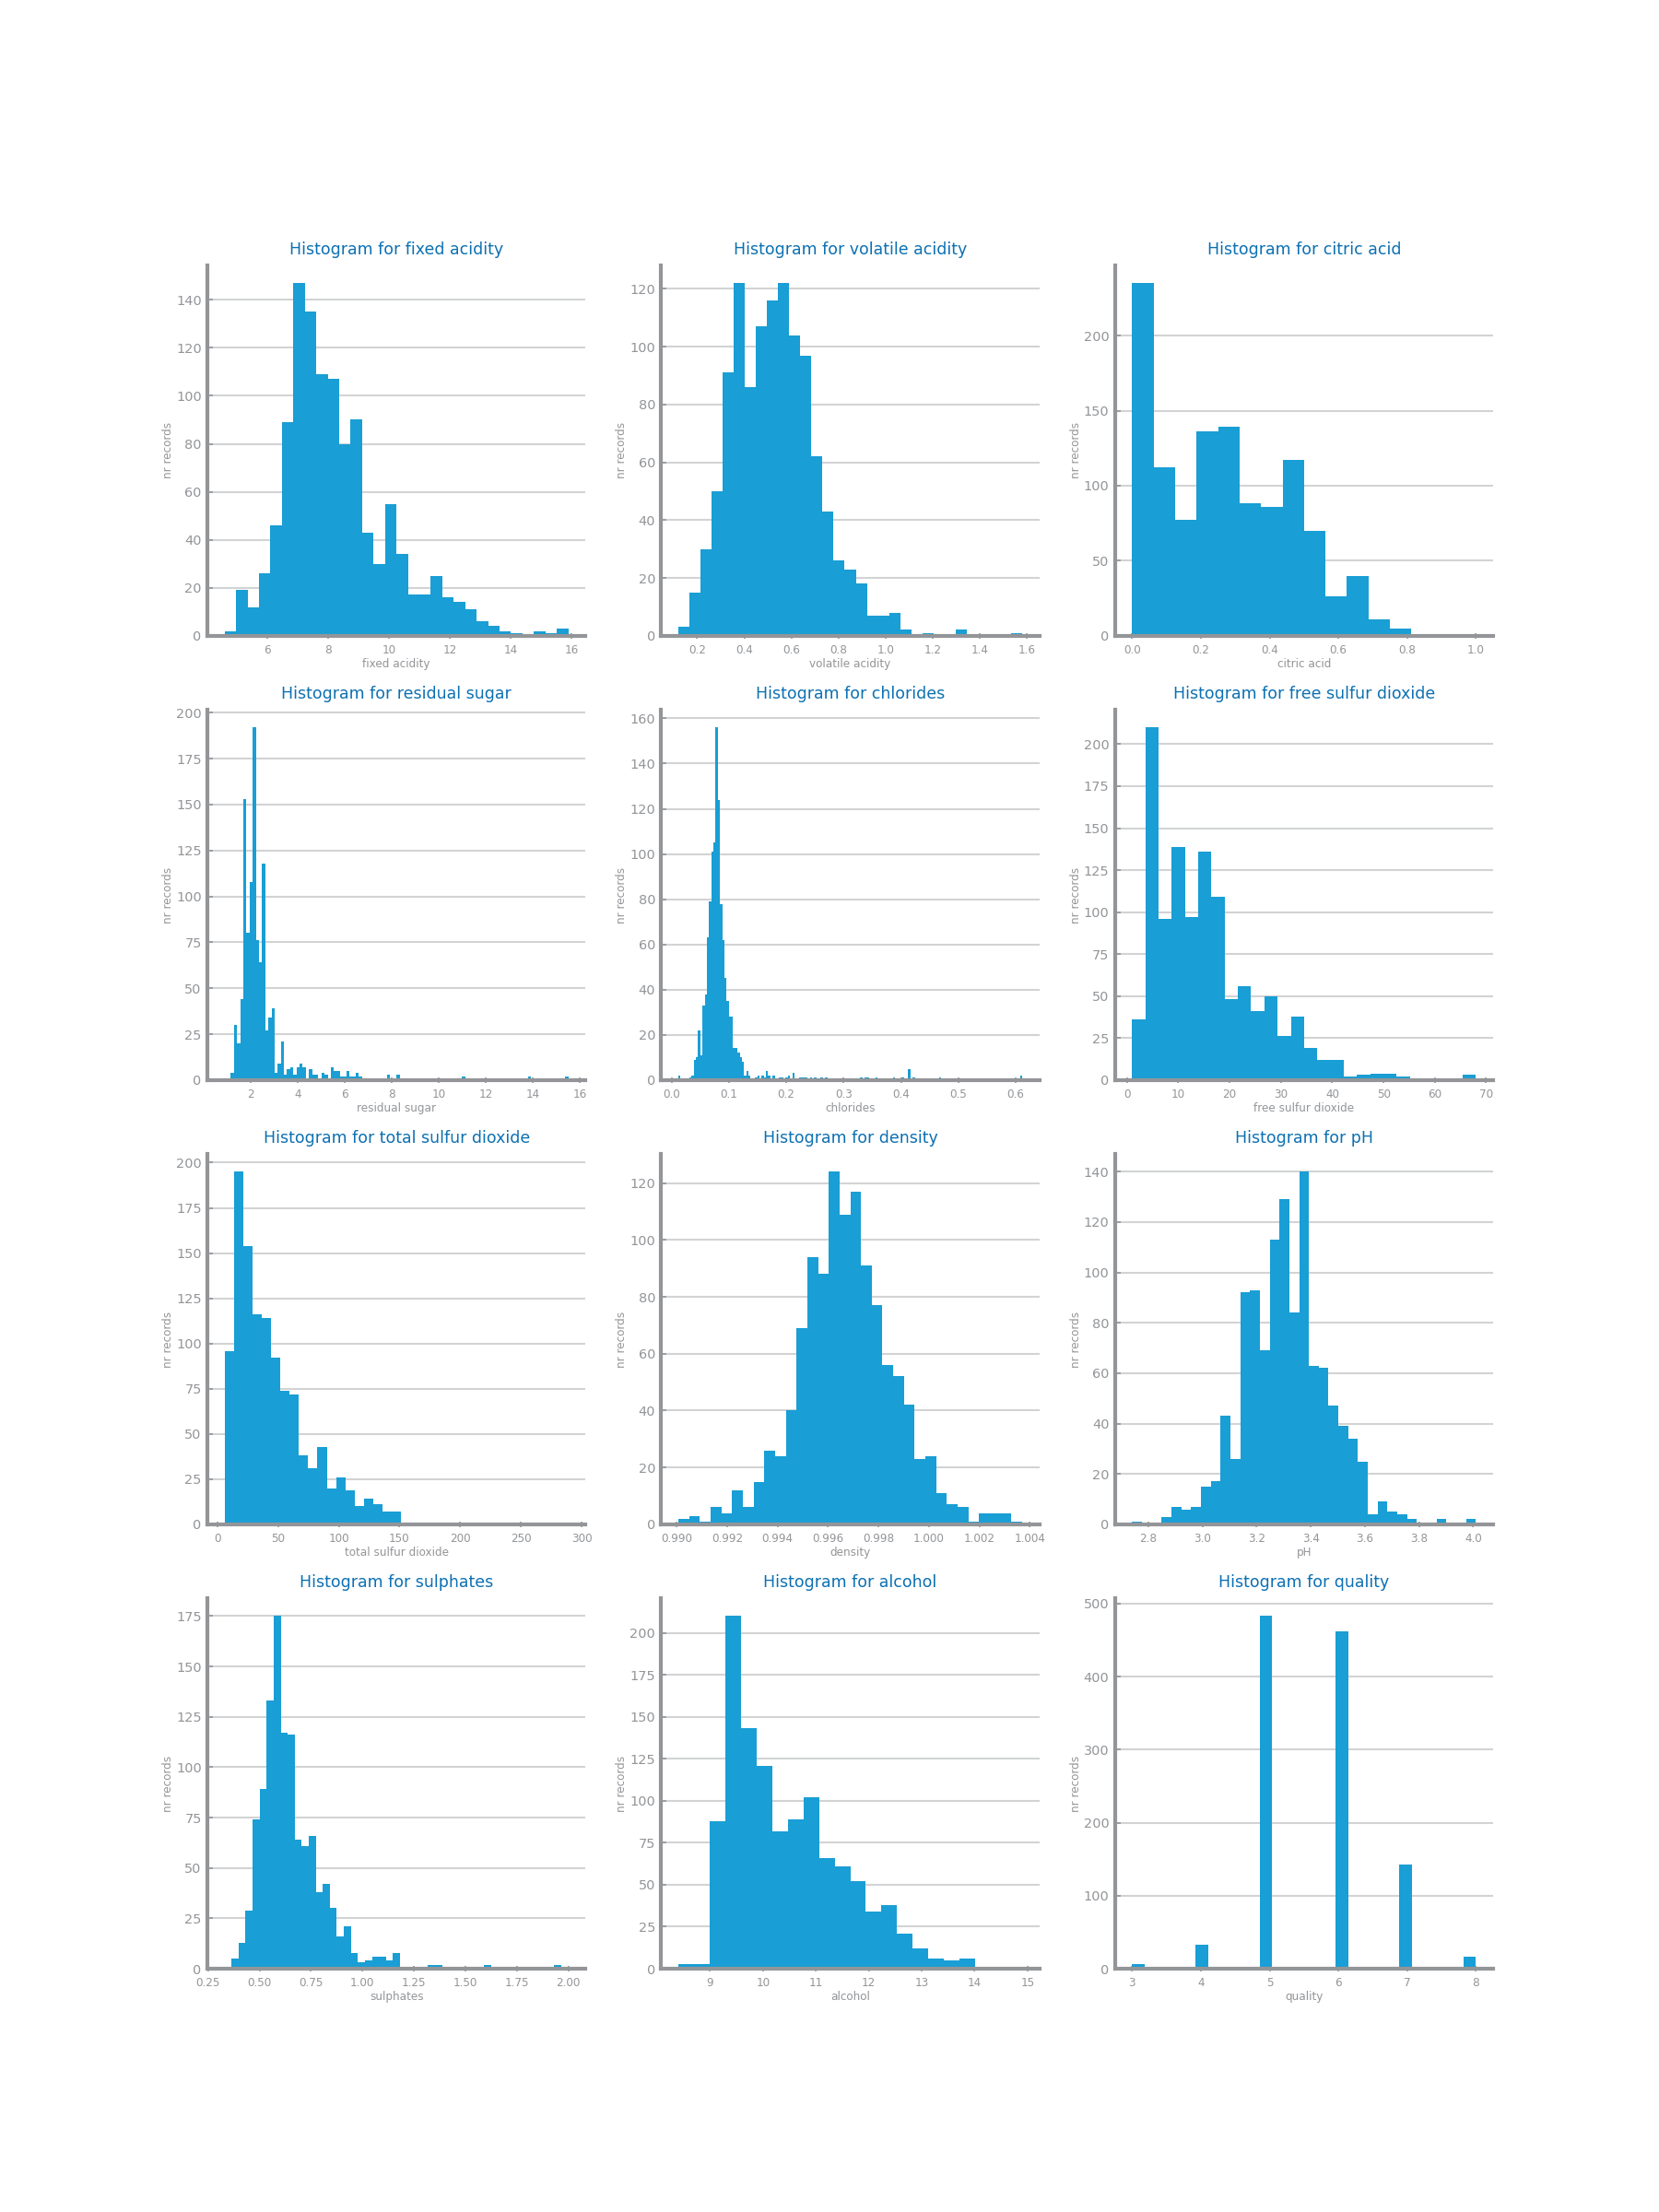 Histogram for fixed acidity
140
120
100
80
60
40
20
0
nr records
6 8 10 12 14 16
fixed acidity
Histogram for volatile acidity
120
100
80
60
40
20
0
nr records
0.2 0.4 0.6 0.8 1.0 1.2 1.4 1.6
volatile acidity
Histogram for citric acid
200
150
100
50
0
nr records
0.0 0.2 0.4 0.6 0.8 1.0
citric acid
Histogram for residual sugar
200
175
150
125
100
75
50
25
0
nr records
2 4 6 8 10 12 14 16
residual sugar
Histogram for chlorides
160
140
120
100
80
60
40
20
0
nr records
0.0 0.1 0.2 0.3 0.4 0.5 0.6
chlorides
Histogram for free sulfur dioxide
200
175
150
125
100
75
50
25
0
nr records
0 10 20 30 40 50 60 70
free sulfur dioxide
Histogram for total sulfur dioxide
200
175
150
125
100
75
50
25
0
nr records
0 50 100 150 200 250 300
total sulfur dioxide
Histogram for density
120
100
80
60
40
20
0
nr records
0.990 0.992 0.994 0.996 0.998 1.000 1.002 1.004
density
Histogram for pH
140
120
100
80
60
40
20
0
nr records
2.8 3.0 3.2 3.4 3.6 3.8 4.0
pH
Histogram for sulphates
175
150
125
100
75
50
25
0
nr records
0.25 0.50 0.75 1.00 1.25 1.50 1.75 2.00
sulphates
Histogram for alcohol
200
175
150
125
100
75
50
25
0
nr records
9 10 11 12 13 14 15
alcohol
Histogram for quality
500
400
300
200
100
0
nr records
3 4 5 6 7 8
quality